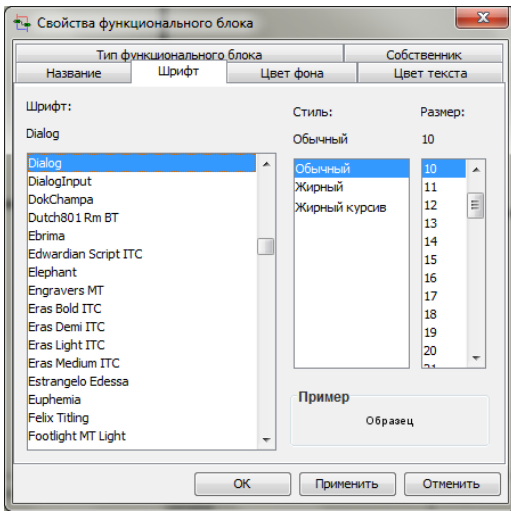 Свойства функционального блока
Тип функционального блока
Собственник
Название
Шрифт
Цвет фона
Цвет текста
Шрифт:
Dialog
Dialog
DialogInput
DokChampa
Dutch801 Rm BT
Ebrima
Edwardian Script ITC
Elephant
Engravers MT
Eras Bold ITC
Eras Demi ITC
Eras Light ITC
Eras Medium ITC
Estrangelo Edessa
Euphemia
Felix Titling
Footlight MT Light
Стиль:
Обычный
Обычный
Жирный
Жирный курсив
Размер:
10
10
11
12
13
14
15
16
17
18
19
20
21
Пример
Образец
OK
Применить
Отменить